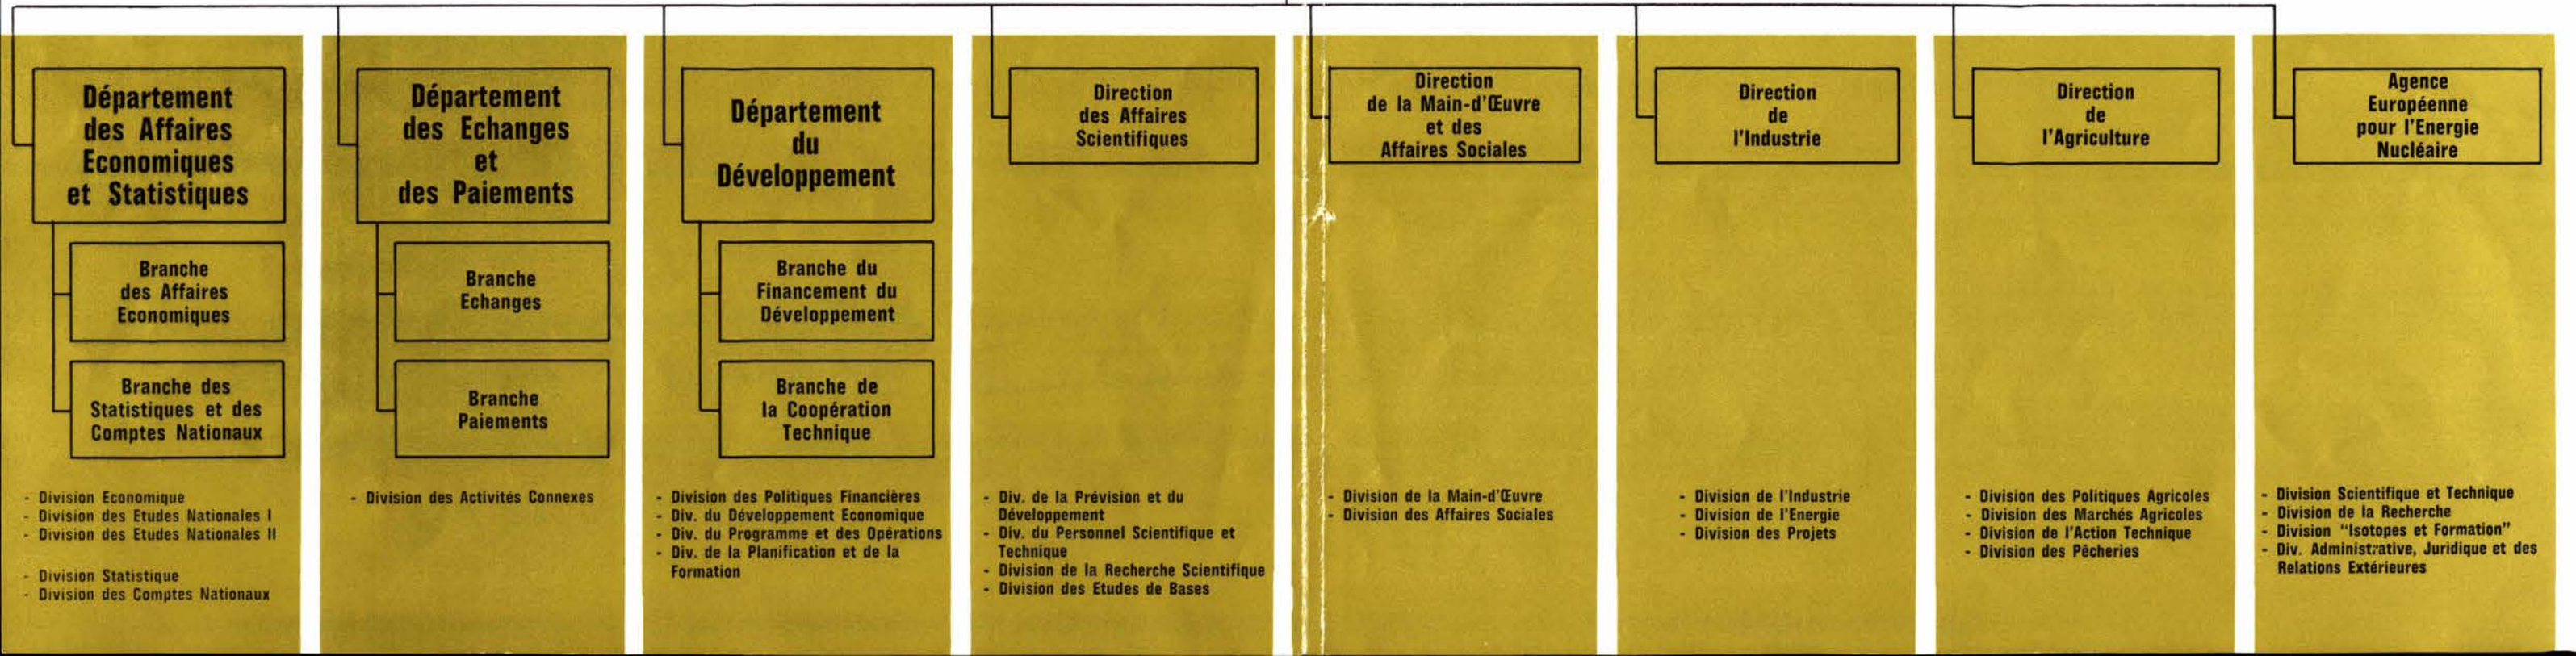 Département
des Affaires
Economiques
et Statistiques
Branche
des Affaires
Economiques
Branche des
Statistiques et des
Comptes Nationaux
- Division Economique
- Division des Etudes Nationales I
- Division des Etudes Nationales II
- Division Statistique
- Division des Comptes Nationaux
Département
des Echanges
et
des Paiements
Branche
Echanges
Branche
Paiements
- Division des Activités Connexes
Département
du
Développement
Branche du
Financement du
Développement
Branche de
la Coopération
Technique
- Division des Politiques Financières
- Div. du Développement Economique
- Div. du Programme et des Opérations
- Div. de la Planification et de la
Formation
Direction
des Affaires
Scientifiques
- Div. de la Prévision et du
Développement
- Div. du Personnel Scientifique et
Technique
- Division de la Recherche Scientifique
- Division des Etudes de Bases
Direction
de la Main-d'Œuvre
et des
Affaires Sociales
- Division de la Main-d'Œuvre
- Division des Affaires Sociales
Direction
de
l'Industrie
- Division de l'Industrie
- Division de l'Energie
- Division des Projets
Direction
de
l'Agriculture
- Division des Politiques Agricoles
- Division des Marchés Agricoles
- Division de l'Action Technique
- Division des Pêcheries
Agence
Européenne
pour l'Energie
Nucléaire
- Division Scientifique et Technique
- Division de la Recherche
- Division "Isotopes et Formation"
- Div. Administrative, Juridique et des
Relations Extérieures